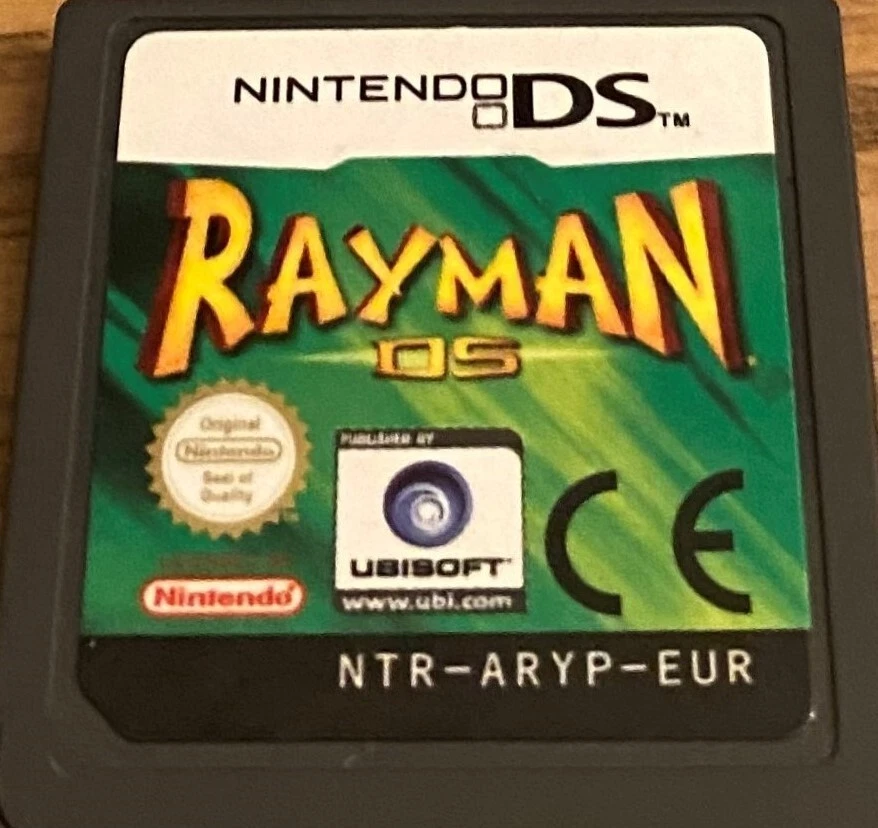 NINTENDO DS™
RAYMAN
DS
Original
Nintendo
Seal of
Quality
PUBLISHED BY
UBISOFT
www.ubi.com
CE
Nintendo
NTR-ARYP-EUR